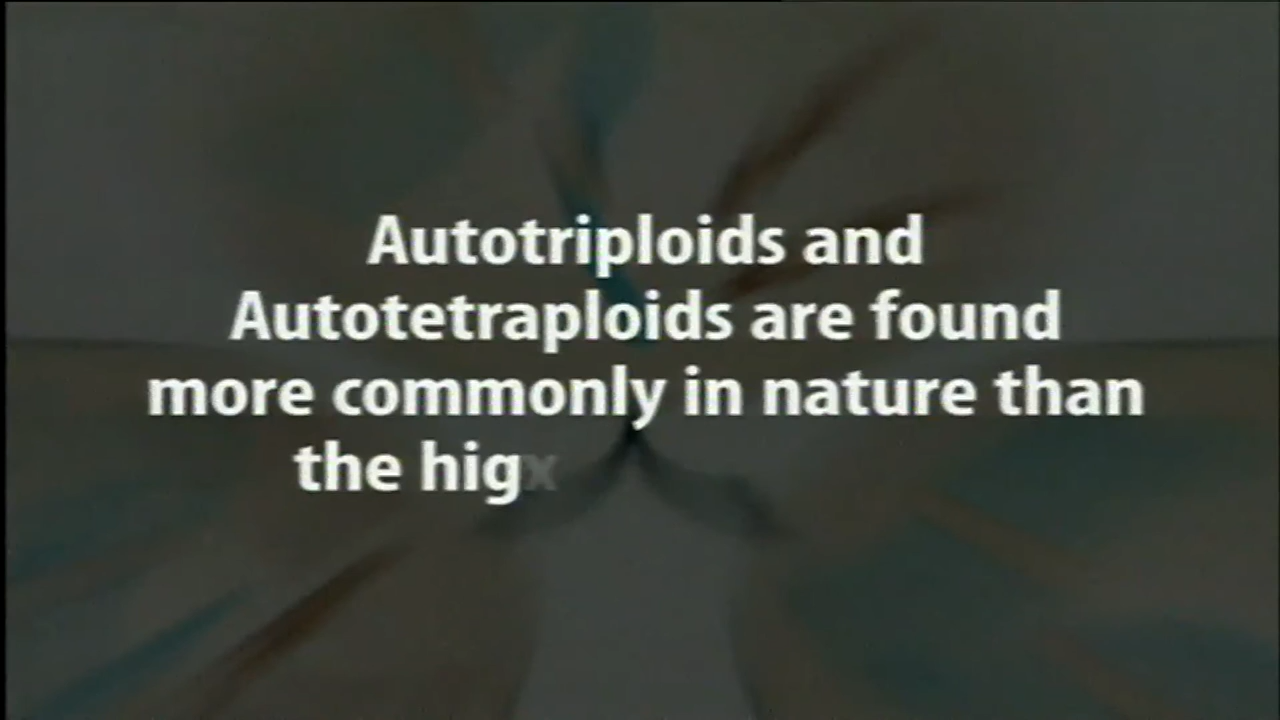 Autotriploids and
Autotetraploids are found
more commonly in nature than
the hig